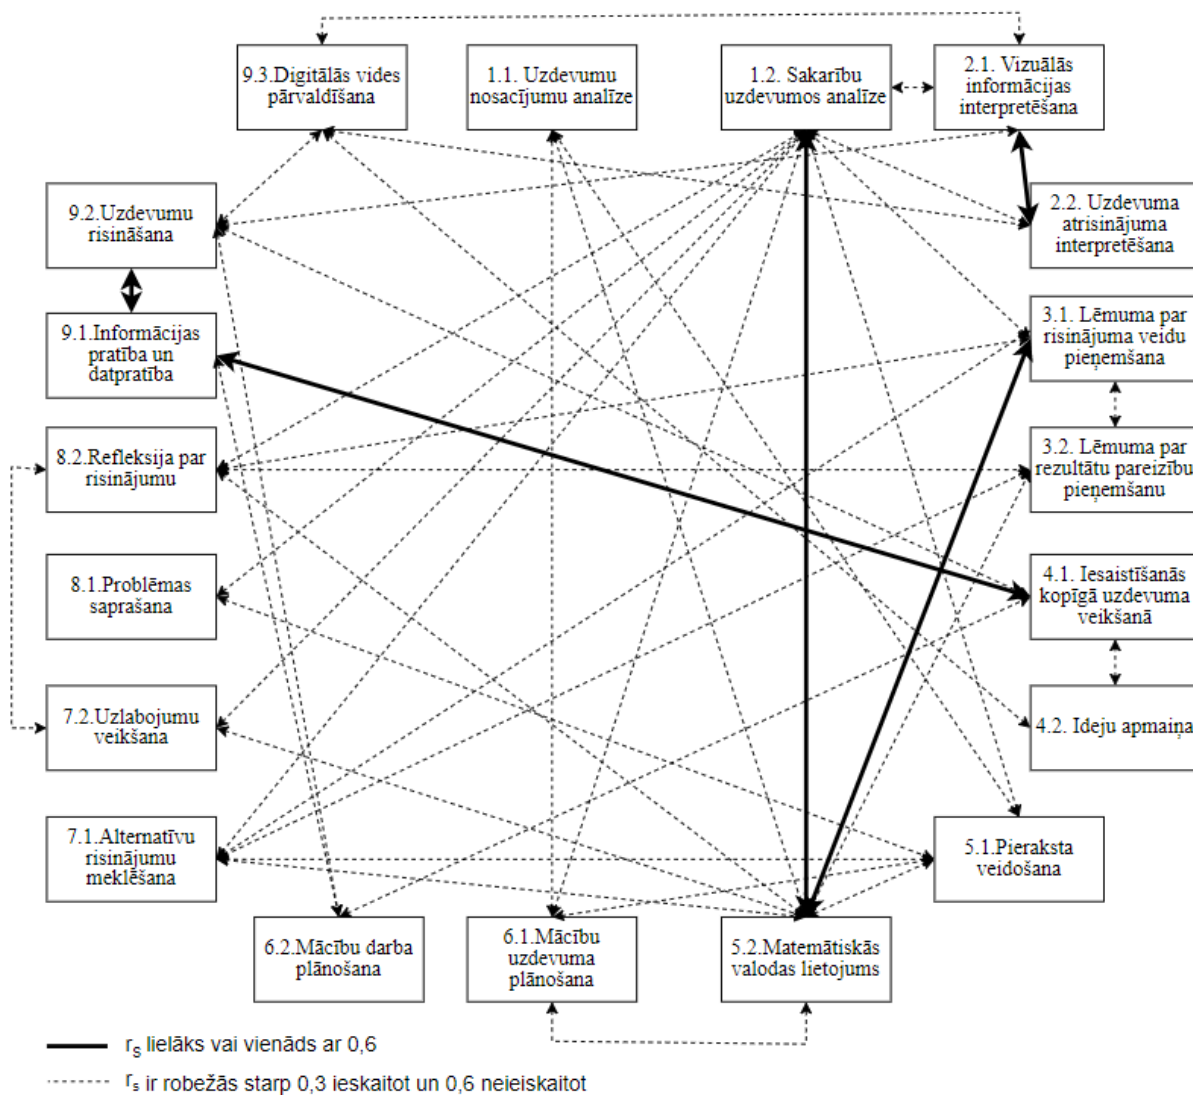 9.3.Digitālās vides
pārvaldīšana
1.1. Uzdevumu
nosacījumu analīze
1.2. Sakarību
uzdevumos analīze
2.1. Vizuālās
informācijas
interpretēšana
9.2.Uzdevumu
risināšana
2.2. Uzdevuma
atrisinājuma
interpretēšana
9.1.Informācijas
pratība un
datpratība
3.1. Lēmuma par
risinājuma veidu
pieņemšana
8.2.Refleksija par
risinājumu
3.2. Lēmuma par
rezultātu pareizību
pieņemšanu
8.1.Problēmas
saprašana
4.1. Iesaistīšanās
kopīgā uzdevuma
veikšanā
7.2.Uzlabojumu
veikšana
4.2. Ideju apmaiņa
7.1.Alternatīvu
risinājumu
meklēšana
5.1.Pieraksta
veidošana
6.2.Mācību darba
plānošana
6.1.Mācību
uzdevuma
plānošana
5.2.Matemātiskās
valodas lietojums
rs lielāks vai vienāds ar 0,6
rs ir robežās starp 0,3 ieskaitot un 0,6 neieiskaitot